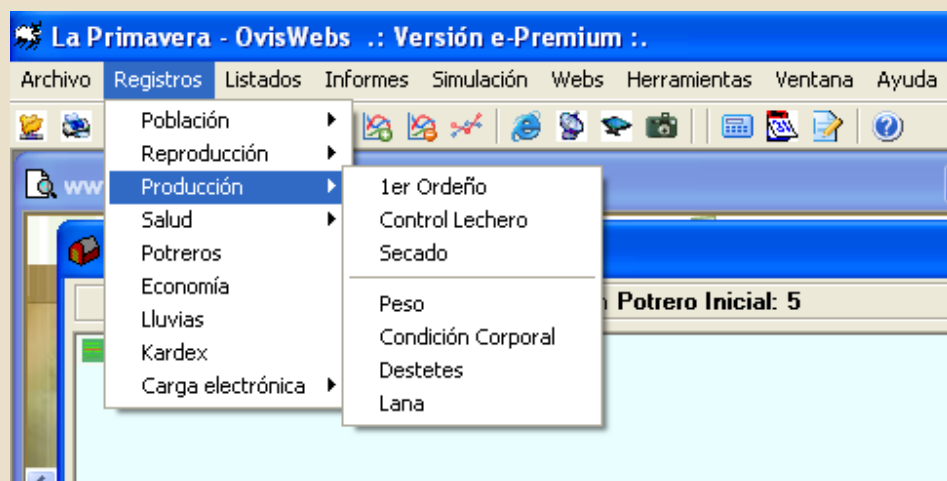 La Primavera - OvisWebs .: Versión e-Premium :.
Archivo Registros Listados Informes Simulación Webs Herramientas Ventana Ayuda
Población
Reproducción
Producción
Salud
Potreros
Economía
Lluvias
Kardex
Carga electrónica
1er Ordeño
Control Lechero
Secado
Peso
Condición Corporal
Destetes
Lana
Potrero Inicial: 5